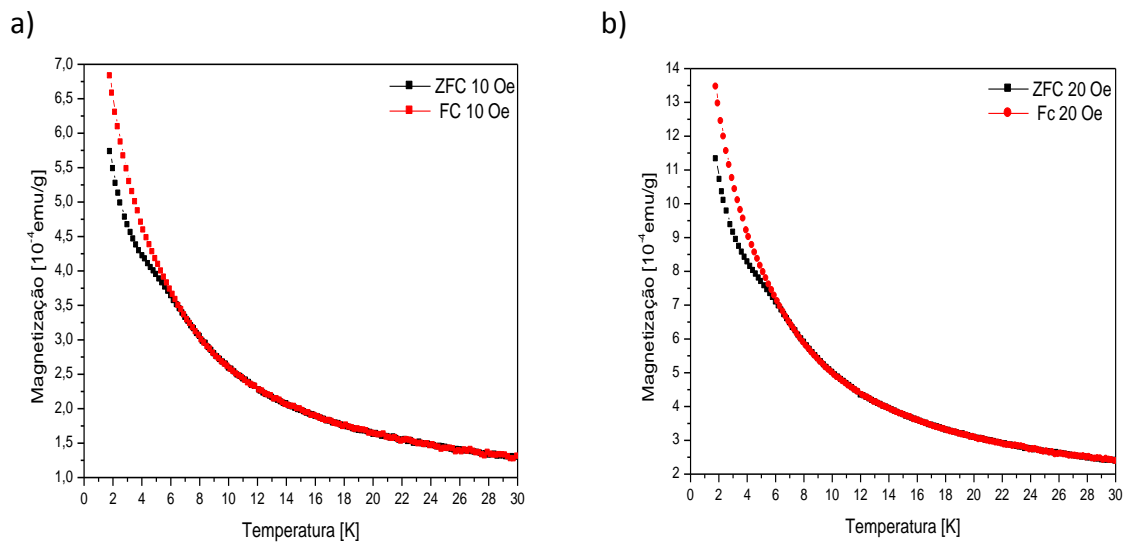 a)
7,0
6,5
6,0
5,5
5,0
4,5
4,0
3,5
3,0
2,5
2,0
1,5
1,0
0 2 4 6 8 10 12 14 16 18 20 22 24 26 28 30
Magnetização [10⁻⁴ emu/g]
Temperatura [K]
ZFC 10 Oe
FC 10 Oe
b)
14
13
12
11
10
9
8
7
6
5
4
3
2
0 2 4 6 8 10 12 14 16 18 20 22 24 26 28 30
Magnetização [10⁻⁴ emu/g]
Temperatura [K]
ZFC 20 Oe
Fc 20 Oe